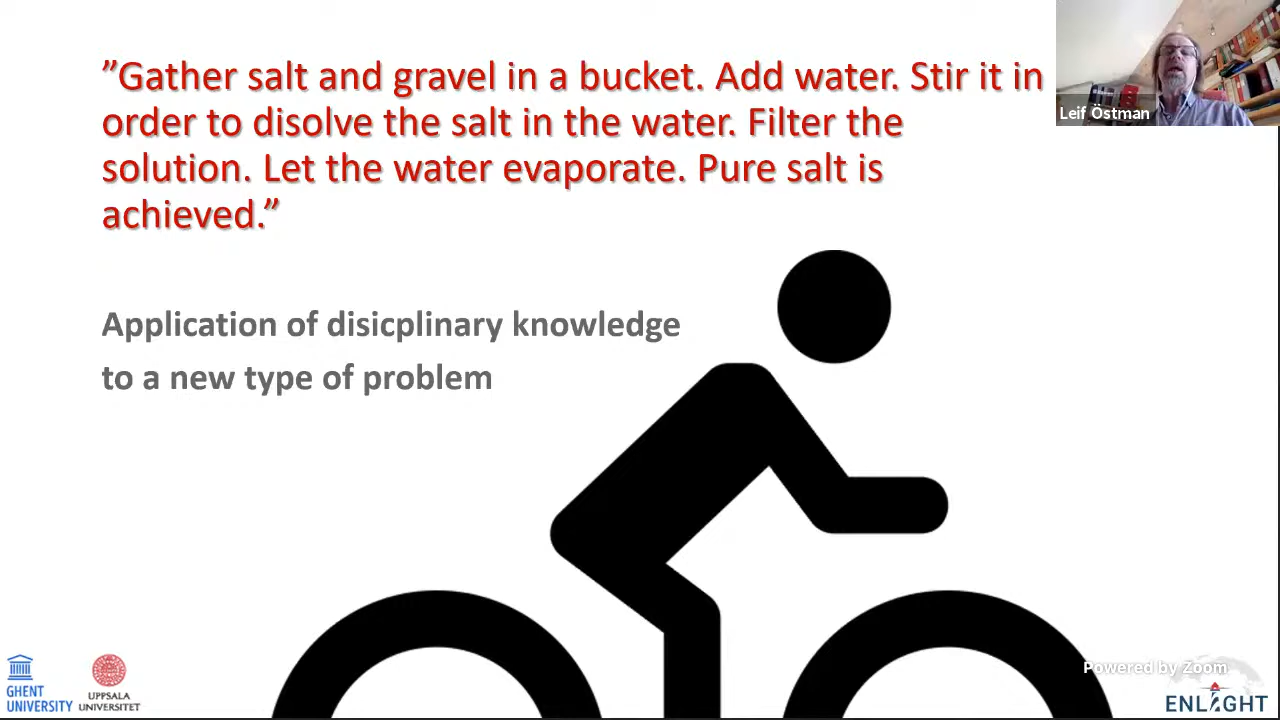 ”Gather salt and gravel in a bucket. Add water. Stir it in
order to disolve the salt in the water. Filter the
solution. Let the water evaporate. Pure salt is
achieved.”
Leif Östman
Application of disicplinary knowledge
to a new type of problem
GHENT
UNIVERSITY
UPPSALA
UNIVERSITET
Powered by Zoom
ENLIGHT